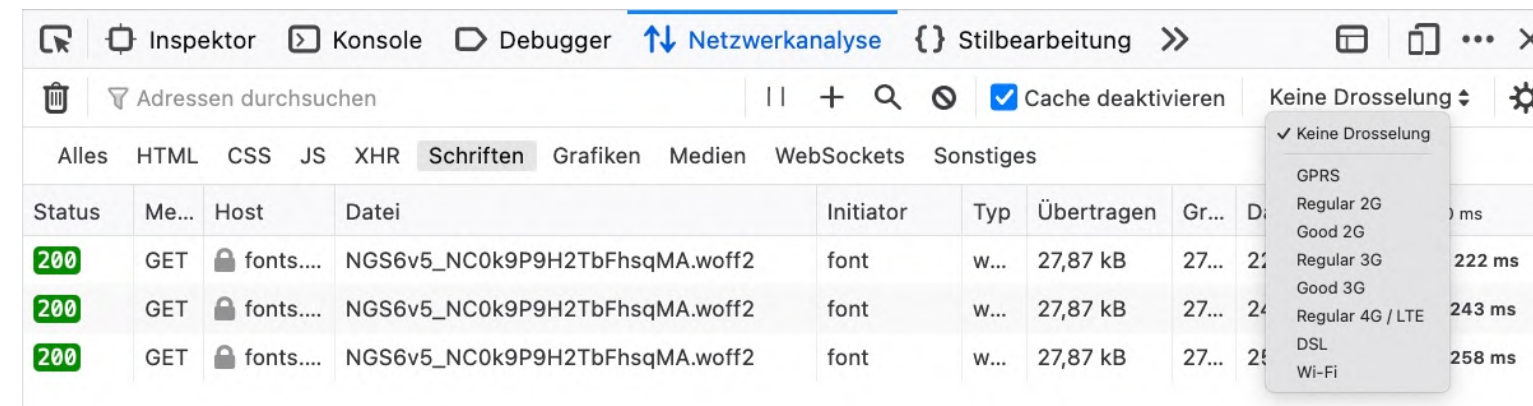 Inspektor Konsole Debugger Netzwerkanalyse Stilbearbeitung
Adressen durchsuchen Cache deaktivieren Keine Drosselung
Alles HTML CSS JS XHR Schriften Grafiken Medien WebSockets Sonstiges
Status Me... Host Datei Initiator Typ Übertragen Gr... ms
200 GET fonts.... NGS6v5_NC0k9P9H2TbFhsqMA.woff2 font w... 27,87 kB 27... 222 ms
200 GET fonts.... NGS6v5_NC0k9P9H2TbFhsqMA.woff2 font w... 27,87 kB 27... 243 ms
200 GET fonts.... NGS6v5_NC0k9P9H2TbFhsqMA.woff2 font w... 27,87 kB 27... 258 ms
✓ Keine Drosselung
GPRS
Regular 2G
Good 2G
Regular 3G
Good 3G
Regular 4G / LTE
DSL
Wi-Fi